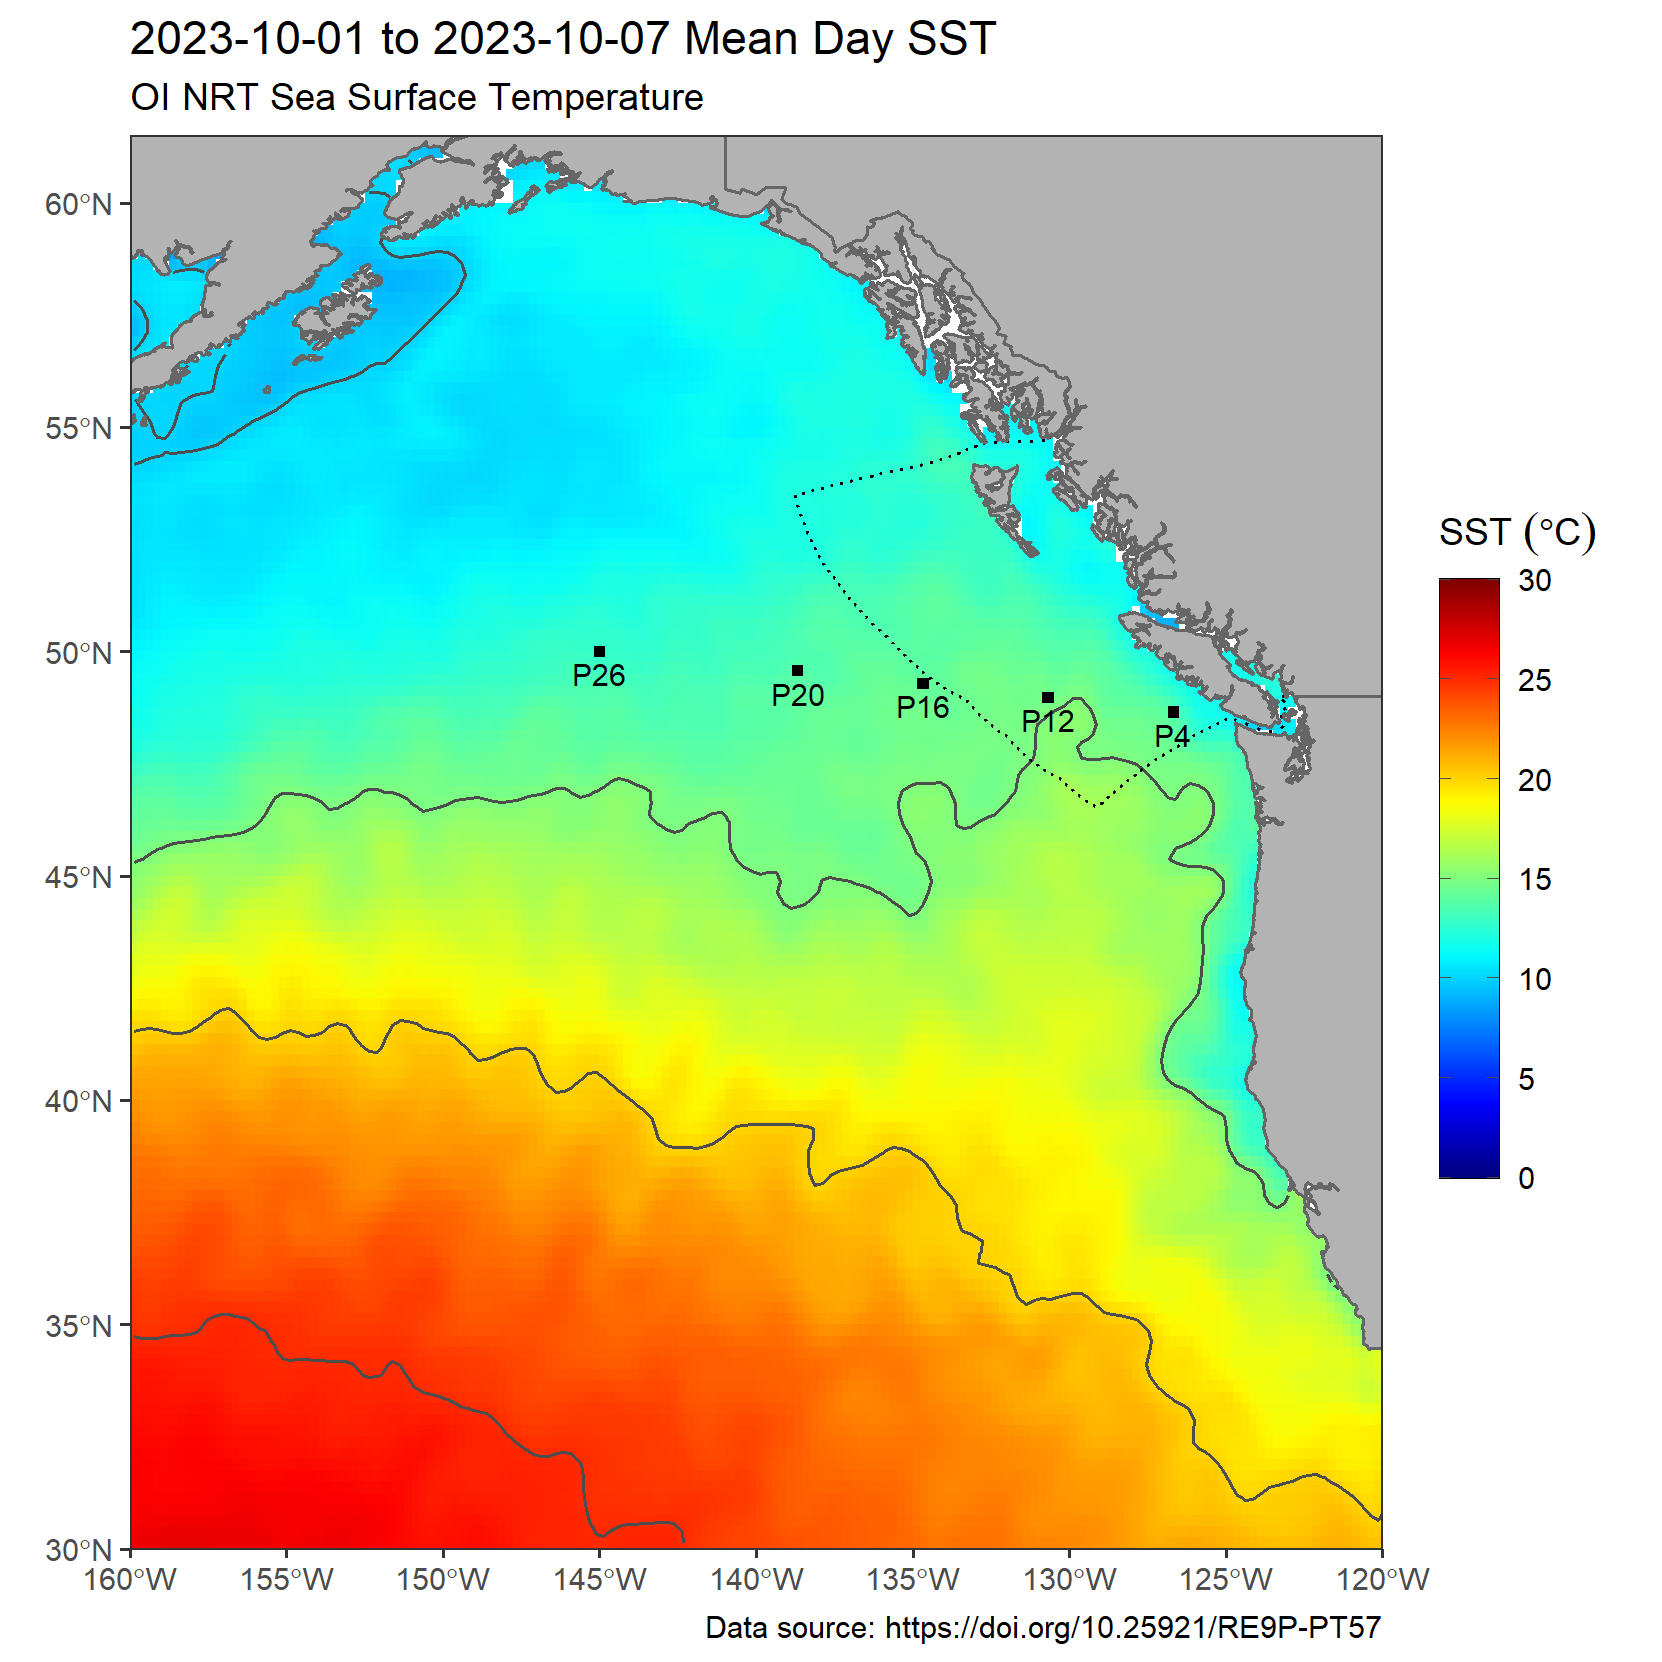 2023-10-01 to 2023-10-07 Mean Day SST
OI NRT Sea Surface Temperature
60°N
55°N
50°N
45°N
40°N
35°N
30°N
P26
P20
P16
P12
P4
160°W
155°W
150°W
145°W
140°W
135°W
130°W
125°W
120°W
SST (°C)
30
25
20
15
10
5
0
Data source: https://doi.org/10.25921/RE9P-PT57